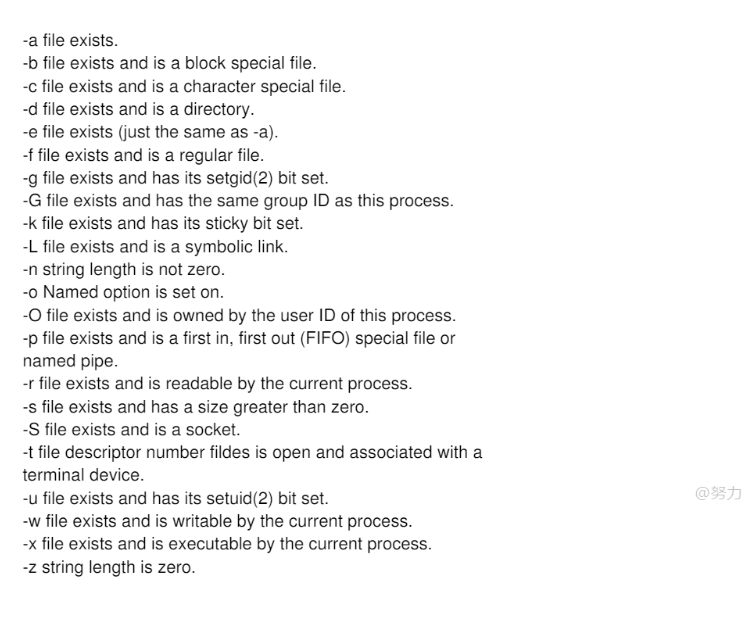 -a file exists.
-b file exists and is a block special file.
-c file exists and is a character special file.
-d file exists and is a directory.
-e file exists (just the same as -a).
-f file exists and is a regular file.
-g file exists and has its setgid(2) bit set.
-G file exists and has the same group ID as this process.
-k file exists and has its sticky bit set.
-L file exists and is a symbolic link.
-n string length is not zero.
-o Named option is set on.
-O file exists and is owned by the user ID of this process.
-p file exists and is a first in, first out (FIFO) special file or
named pipe.
-r file exists and is readable by the current process.
-s file exists and has a size greater than zero.
-S file exists and is a socket.
-t file descriptor number fildes is open and associated with a
terminal device.
-u file exists and has its setuid(2) bit set.
-w file exists and is writable by the current process.
-x file exists and is executable by the current process.
-z string length is zero.
@努力